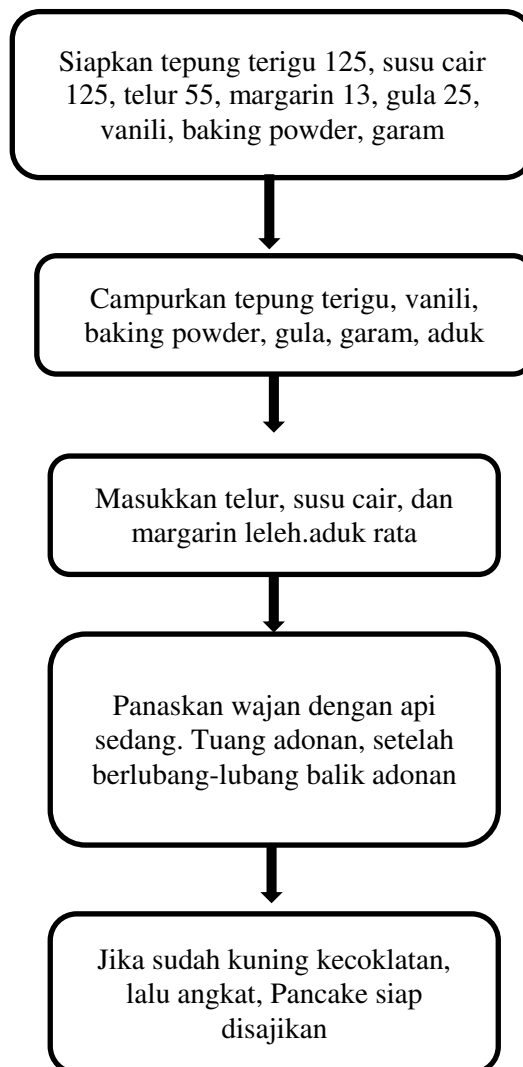 Siapkan tepung terigu 125, susu cair
125, telur 55, margarin 13, gula 25,
vanili, baking powder, garam
Campurkan tepung terigu, vanili,
baking powder, gula, garam, aduk
Masukkan telur, susu cair, dan
margarin leleh.aduk rata
Panaskan wajan dengan api
sedang. Tuang adonan, setelah
berlubang-lubang balik adonan
Jika sudah kuning kecoklatan,
lalu angkat, Pancake siap
disajikan